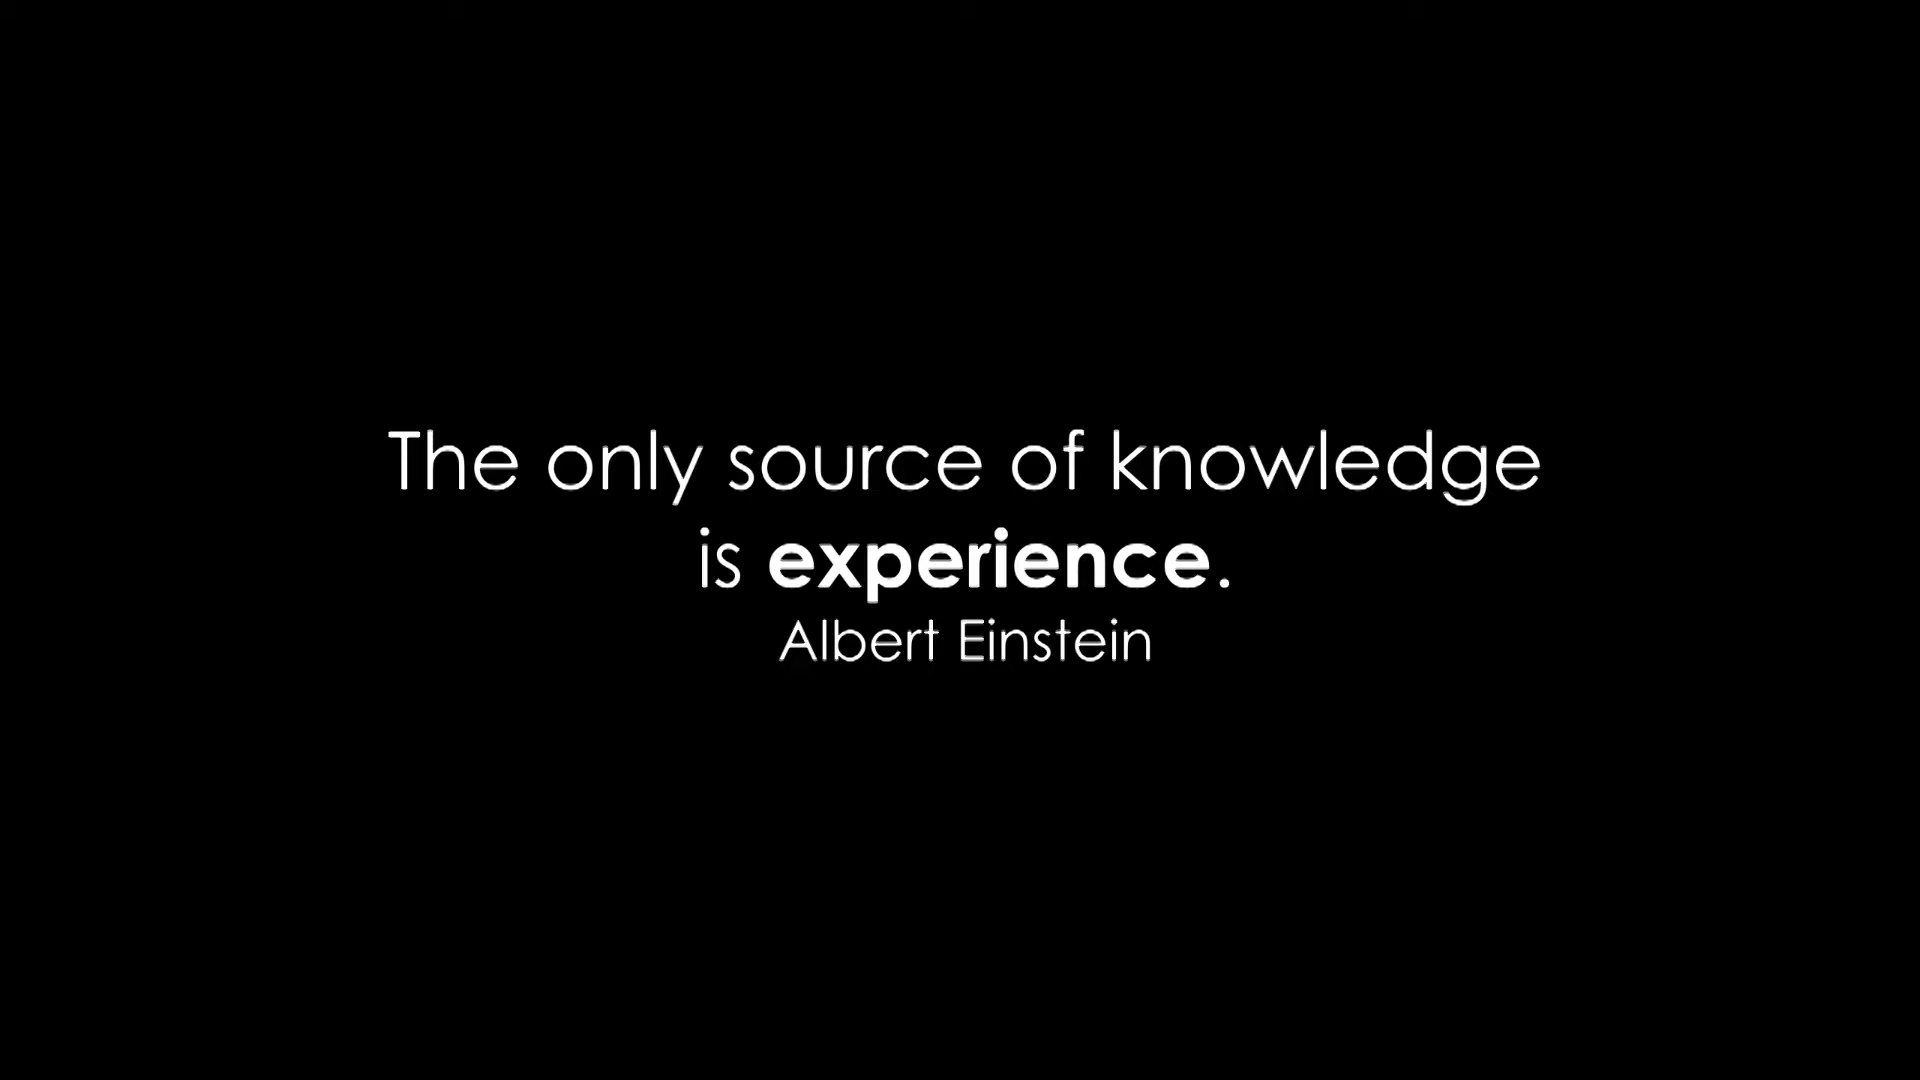 The only source of knowledge
is experience.
Albert Einstein